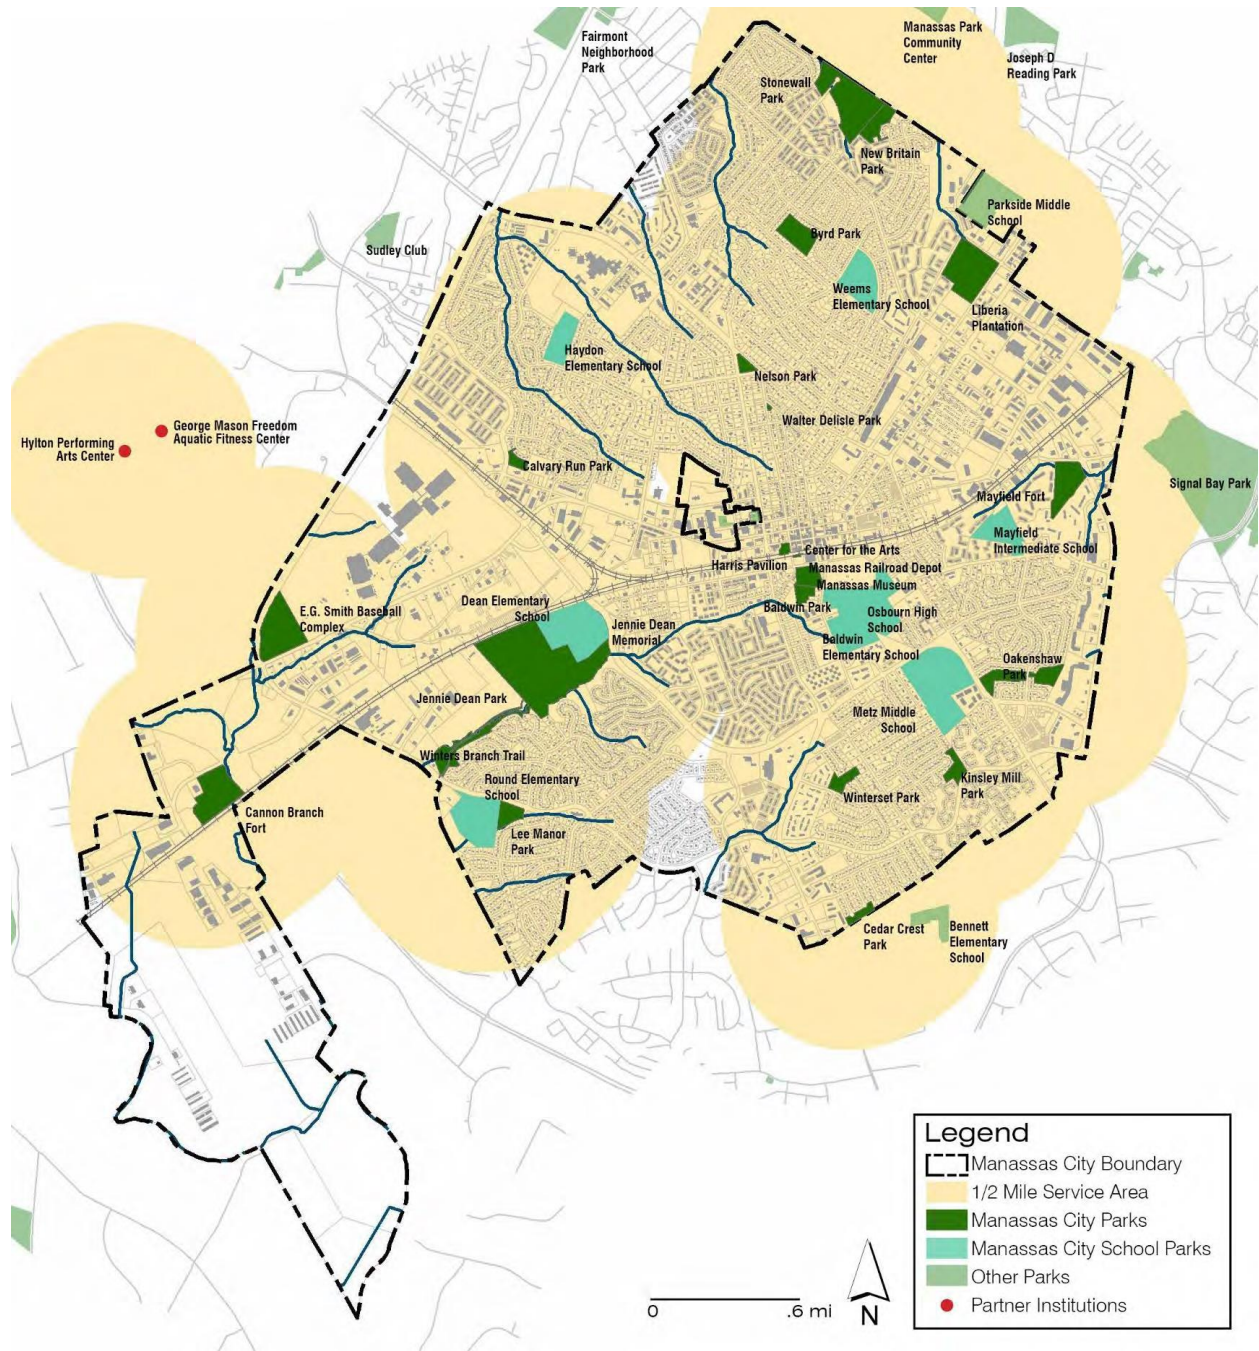 Fairmont
Neighborhood
Park
Manassas Park
Community
Center
Joseph D
Reading Park
Stonewall
Park
New Britain
Park
Parkside Middle
School
Byrd Park
Sudley Club
Weems
Elementary School
Liberia
Plantation
Haydon
Elementary School
Nelson Park
Walter Delisle Park
George Mason Freedom
Aquatic Fitness Center
Hylton Performing
Arts Center
Calvary Run Park
Signal Bay Park
Mayfield Fort
Mayfield
Intermediate School
Center for the Arts
Harris Pavilion
Manassas Railroad Depot
Manassas Museum
Baldwin Park
Osbourn High
School
Baldwin
Elementary School
Dean Elementary
School
E.G. Smith Baseball
Complex
Jennie Dean
Memorial
Oakenshaw
Park
Jennie Dean Park
Metz Middle
School
Winters Branch Trail
Round Elementary
School
Kinsley Mill
Park
Winterset Park
Cannon Branch
Fort
Lee Manor
Park
Cedar Crest
Park
Bennett
Elementary
School
Legend
Manassas City Boundary
1/2 Mile Service Area
Manassas City Parks
Manassas City School Parks
Other Parks
Partner Institutions
0 .6 mi
N